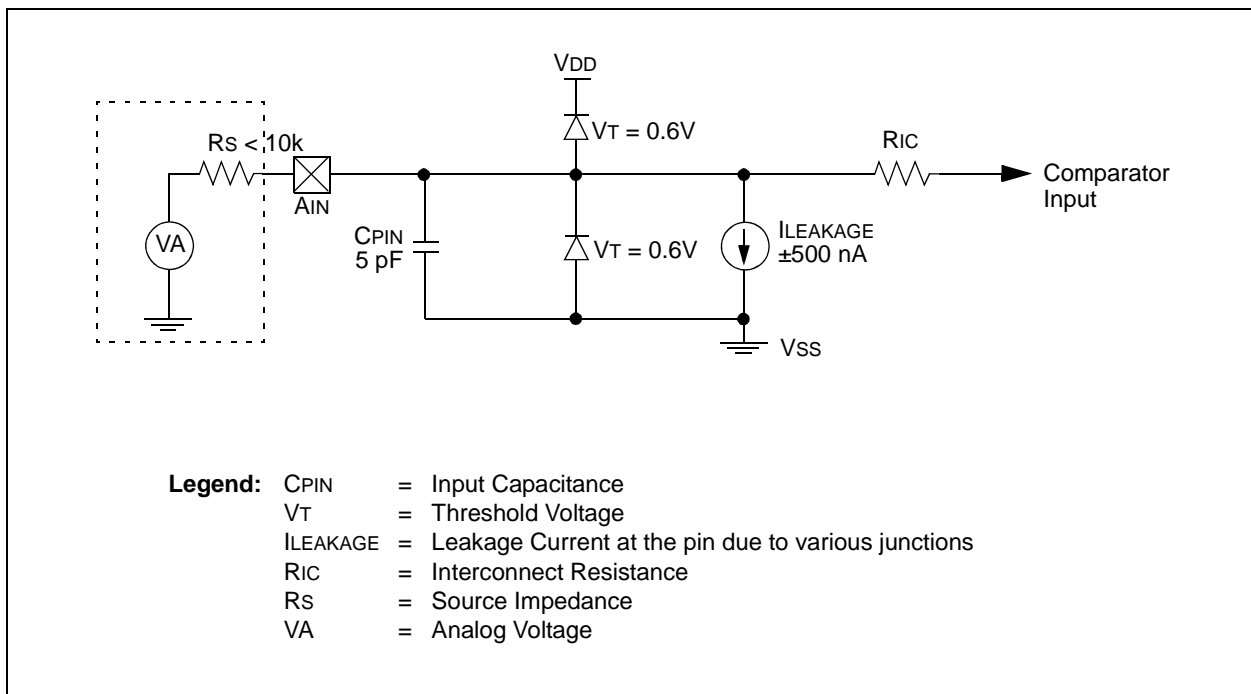 VDD
RS < 10k
VT = 0.6V
RIC
AIN
Comparator
Input
VA
CPIN
5 pF
VT = 0.6V
ILEAKAGE
±500 nA
VSS
Legend: CPIN = Input Capacitance
VT = Threshold Voltage
ILEAKAGE = Leakage Current at the pin due to various junctions
RIC = Interconnect Resistance
RS = Source Impedance
VA = Analog Voltage